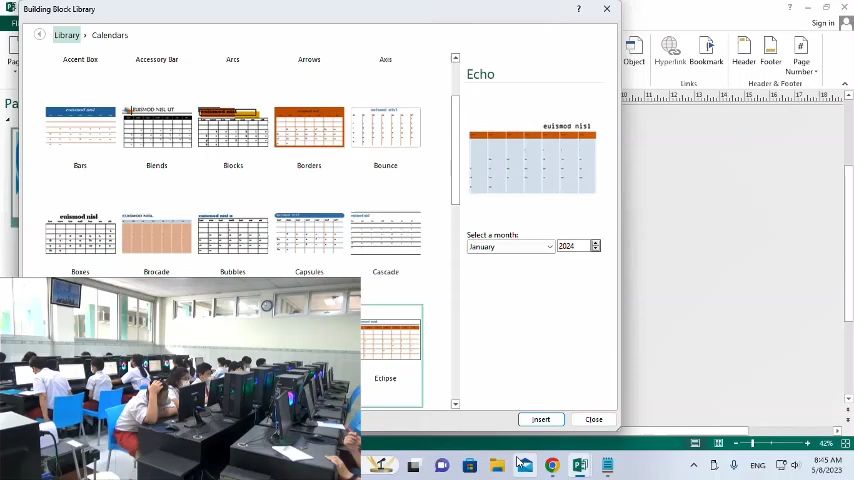 Building Block Library
?
Sign in
Library › Calendars
Object
Hyperlink
Bookmark
Header
Footer
Page
Number
Links
Header & Footer
Accent Box
Accessory Bar
Arcs
Arrows
Axis
Echo
euismod nisl
Bars
Blends
Blocks
Borders
Bounce
Select a month:
January
2024
Boxes
Brocade
Bubbles
Capsules
Cascade
Eclipse
Insert
Close
42%
ENG
8:45 AM
5/8/2023